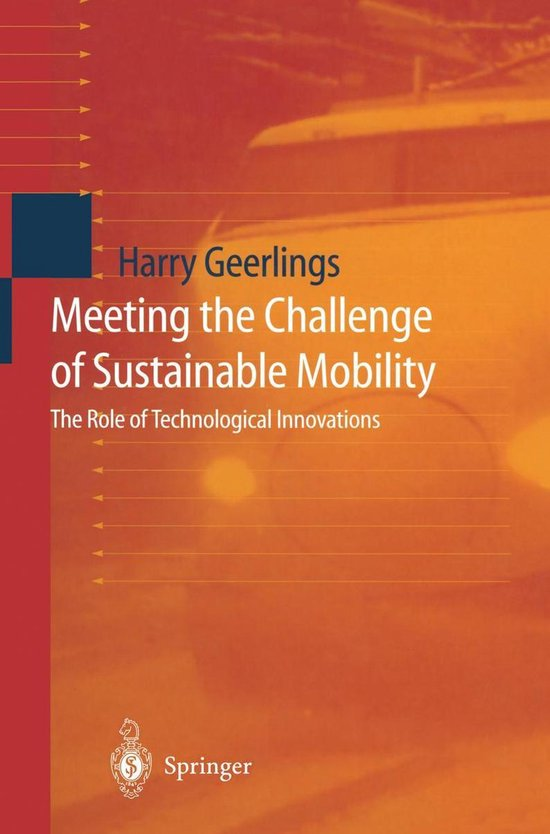 Harry Geerlings
Meeting the Challenge
of Sustainable Mobility
The Role of Technological Innovations
Springer